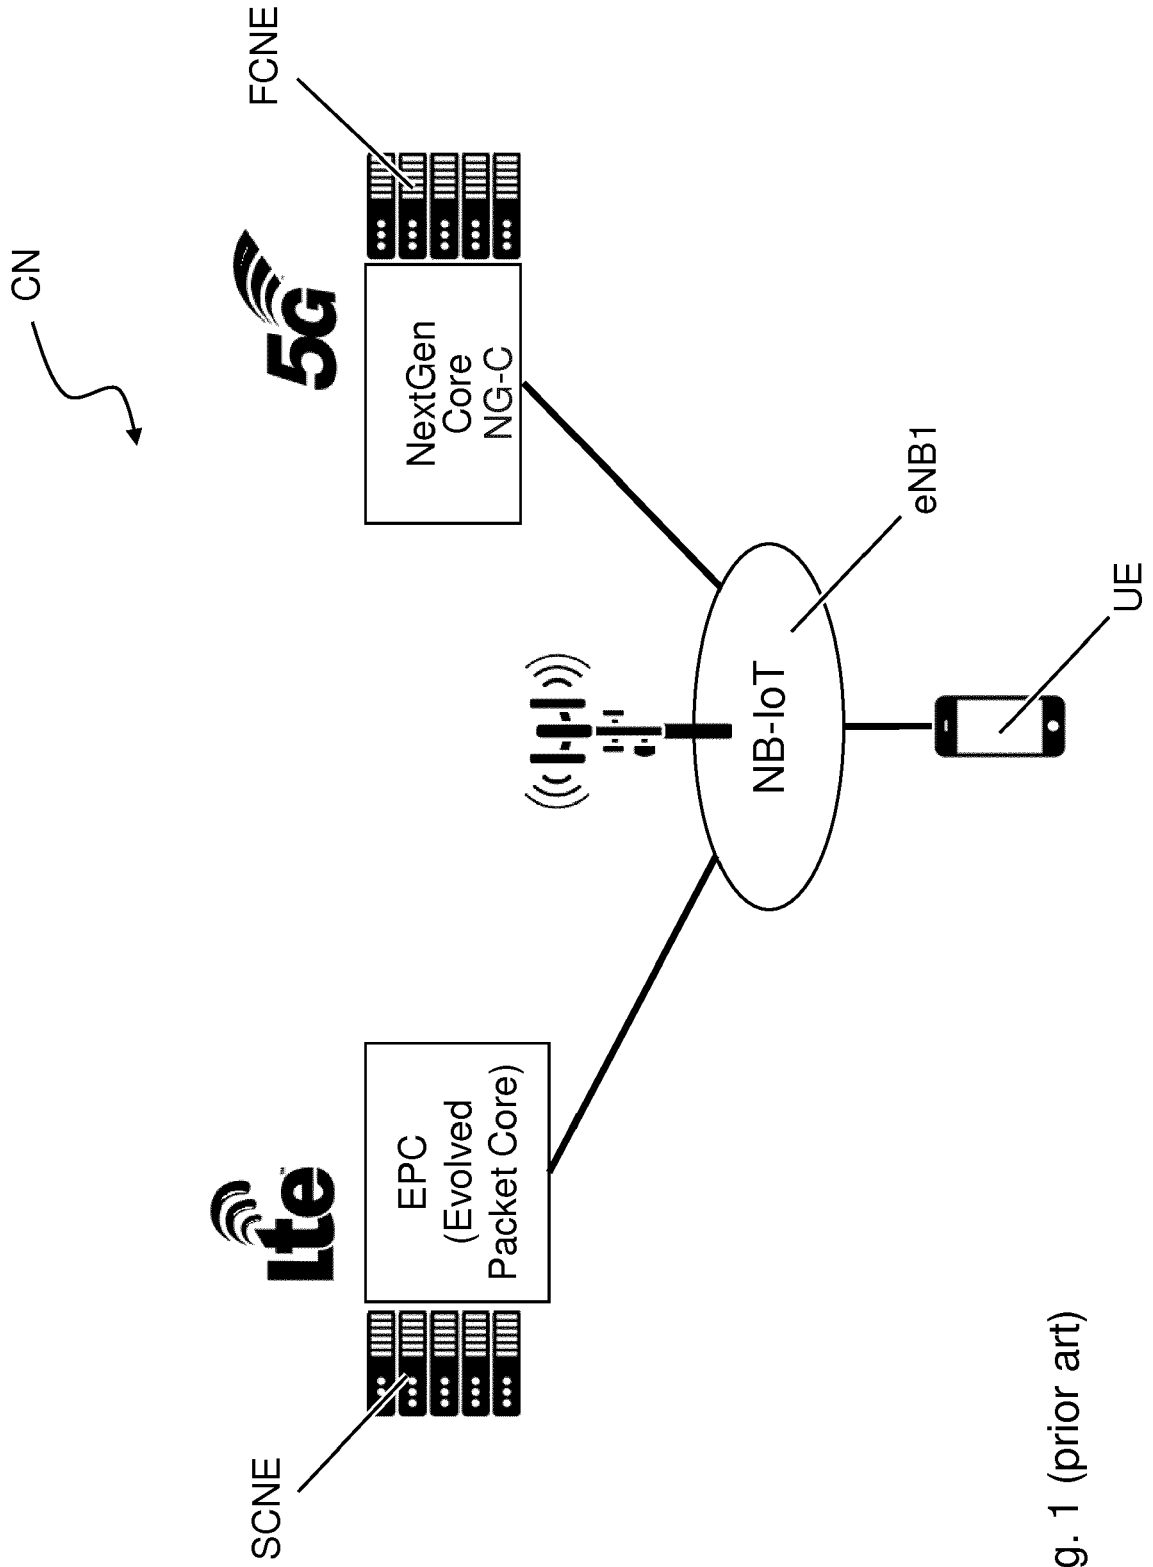 CN
SCNE
LTE
5G
FCNE
EPC
(Evolved
Packet Core)
NextGen
Core
NG-C
NB-IoT
eNB1
UE
g. 1 (prior art)